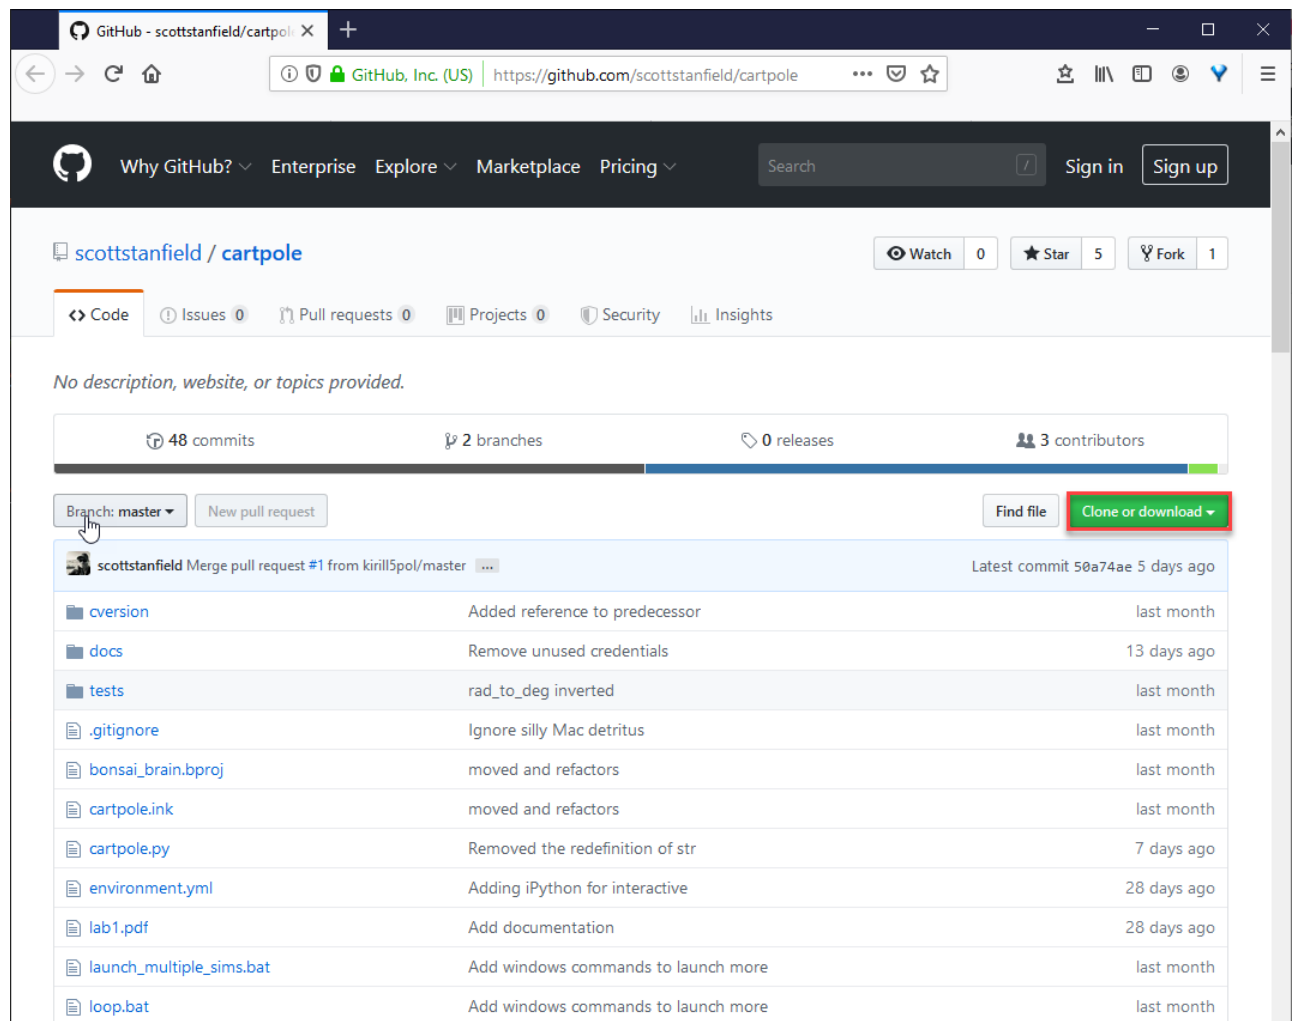 GitHub - scottstanfield/cartpol
GitHub, Inc. (US) https://github.com/scottstanfield/cartpole
Why GitHub? Enterprise Explore Marketplace Pricing Search / Sign in Sign up
scottstanfield / cartpole Watch 0 Star 5 Fork 1
<> Code Issues 0 Pull requests 0 Projects 0 Security Insights
No description, website, or topics provided.
48 commits 2 branches 0 releases 3 contributors
Branch: master New pull request Find file Clone or download
scottstanfield Merge pull request #1 from kirill5pol/master ... Latest commit 50a74ae 5 days ago
cversion Added reference to predecessor last month
docs Remove unused credentials 13 days ago
tests rad_to_deg inverted last month
.gitignore Ignore silly Mac detritus last month
bonsai_brain.bproj moved and refactors last month
cartpole.ink moved and refactors last month
cartpole.py Removed the redefinition of str 7 days ago
environment.yml Adding iPython for interactive 28 days ago
lab1.pdf Add documentation 28 days ago
launch_multiple_sims.bat Add windows commands to launch more last month
loop.bat Add windows commands to launch more last month